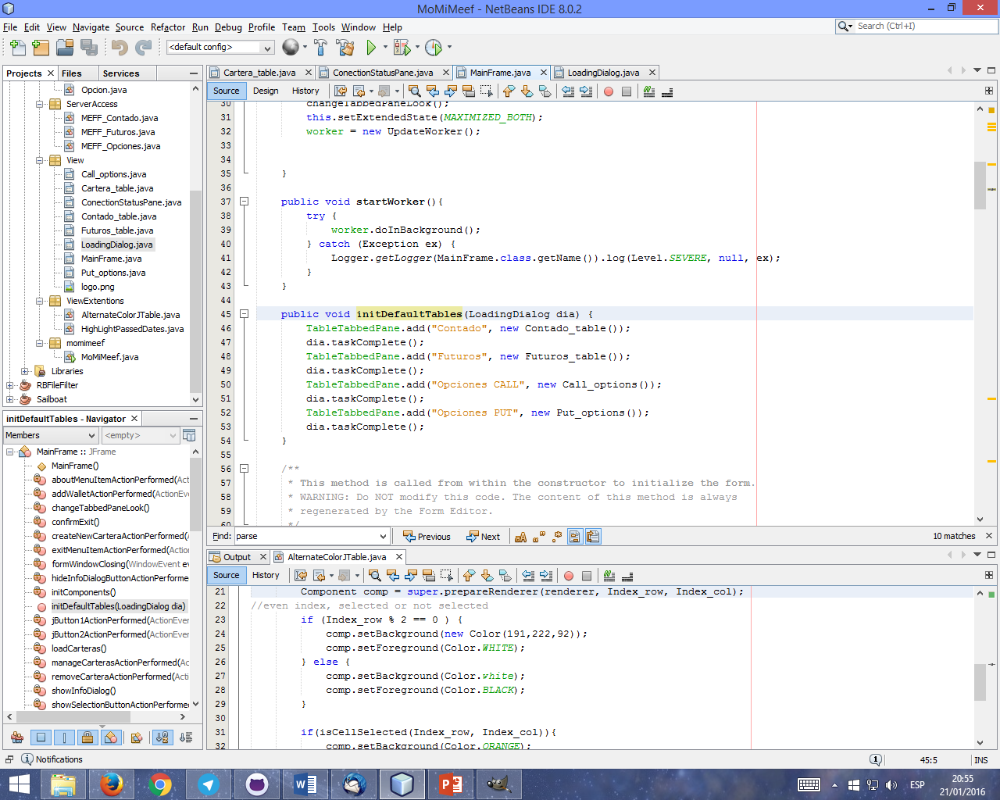 MoMiMeef - NetBeans IDE 8.0.2
File Edit View Navigate Source Refactor Run Debug Profile Team Tools Window Help
Search (Ctrl+I)
<default config>
Projects Files Services
Opcion.java
ServerAccess
MEFF_Contado.java
MEFF_Futuros.java
MEFF_Opciones.java
View
Call_options.java
Cartera_table.java
ConectionStatusPane.java
Contado_table.java
Futuros_table.java
LoadingDialog.java
MainFrame.java
Put_options.java
logo.png
ViewExtentions
AlternateColorJTable.java
HighLightPassedDates.java
momimeef
MoMiMeef.java
Libraries
RBFileFilter
Sailboat
initDefaultTables - Navigator
Members <empty>
MainFrame :: JFrame
MainFrame()
aboutMenuItemActionPerformed(Act
addWalletActionPerformed(ActionEve
changeTabbedPaneLook()
confirmExit()
createNewCarteraActionPerformed(A
exitMenuItemActionPerformed(Action
formWindowClosing(WindowEvent ev
hideInfoDialogButtonActionPerforme
initComponents()
initDefaultTables(LoadingDialog dia)
jButton1ActionPerformed(ActionEver
jButton2ActionPerformed(ActionEver
loadCarteras()
manageCarterasActionPerformed(Ac
removeCarteraActionPerformed(Acti
showInfoDialog()
showSelectionButtonActionPerforme
Cartera_table.java ConectionStatusPane.java MainFrame.java LoadingDialog.java
Source Design History
30 changeTabbedPaneLook();
31 this.setExtendedState(MAXIMIZED_BOTH);
32 worker = new UpdateWorker();
33
34
35 }
36
37 public void startWorker(){
38 try {
39 worker.doInBackground();
40 } catch (Exception ex) {
41 Logger.getLogger(MainFrame.class.getName()).log(Level.SEVERE, null, ex);
42 }
43 }
44
45 public void initDefaultTables(LoadingDialog dia) {
46 TableTabbedPane.add("Contado", new Contado_table());
47 dia.taskComplete();
48 TableTabbedPane.add("Futuros", new Futuros_table());
49 dia.taskComplete();
50 TableTabbedPane.add("Opciones CALL", new Call_options());
51 dia.taskComplete();
52 TableTabbedPane.add("Opciones PUT", new Put_options());
53 dia.taskComplete();
54 }
55
56 /**
57 * This method is called from within the constructor to initialize the form.
58 * WARNING: Do NOT modify this code. The content of this method is always
59 * regenerated by the Form Editor.
60 */
Find: parse Previous Next 10 matches
Output AlternateColorJTable.java
Source History
21 Component comp = super.prepareRenderer(renderer, Index_row, Index_col);
22 //even index, selected or not selected
23 if (Index_row % 2 == 0 ) {
24 comp.setBackground(new Color(191,222,92));
25 comp.setForeground(Color.WHITE);
26 } else {
27 comp.setBackground(Color.white);
28 comp.setForeground(Color.BLACK);
29 }
30
31 if(isCellSelected(Index_row, Index_col)){
32 comp.setBackground(Color.ORANGE);
Notifications 1 45:5 INS
ESP 20:55
21/01/2016